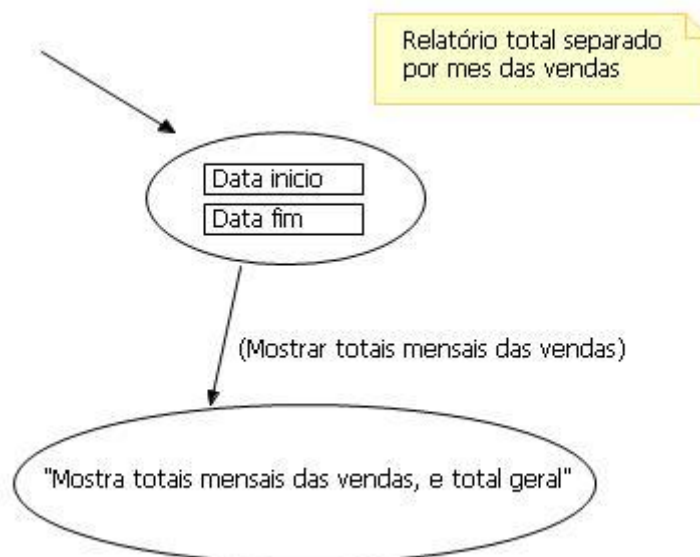 Relatório total separado
por mes das vendas
Data inicio
Data fim
(Mostrar totais mensais das vendas)
"Mostra totais mensais das vendas, e total geral"